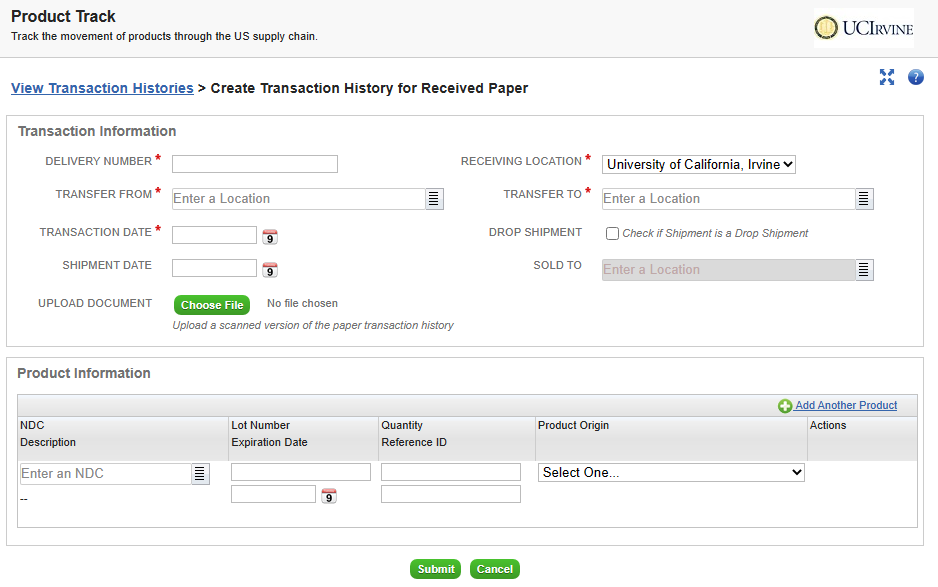 Product Track
Track the movement of products through the US supply chain.
UCIRVINE
View Transaction Histories > Create Transaction History for Received Paper
?
Transaction Information
DELIVERY NUMBER *
RECEIVING LOCATION * University of California, Irvine
TRANSFER FROM * Enter a Location
TRANSFER TO * Enter a Location
TRANSACTION DATE * 9
DROP SHIPMENT Check if Shipment is a Drop Shipment
SHIPMENT DATE 9
SOLD TO Enter a Location
UPLOAD DOCUMENT Choose File No file chosen
Upload a scanned version of the paper transaction history
Product Information
Add Another Product
NDC Lot Number Quantity Product Origin Actions
Description Expiration Date Reference ID
Enter an NDC Select One...
-- 9
Submit Cancel